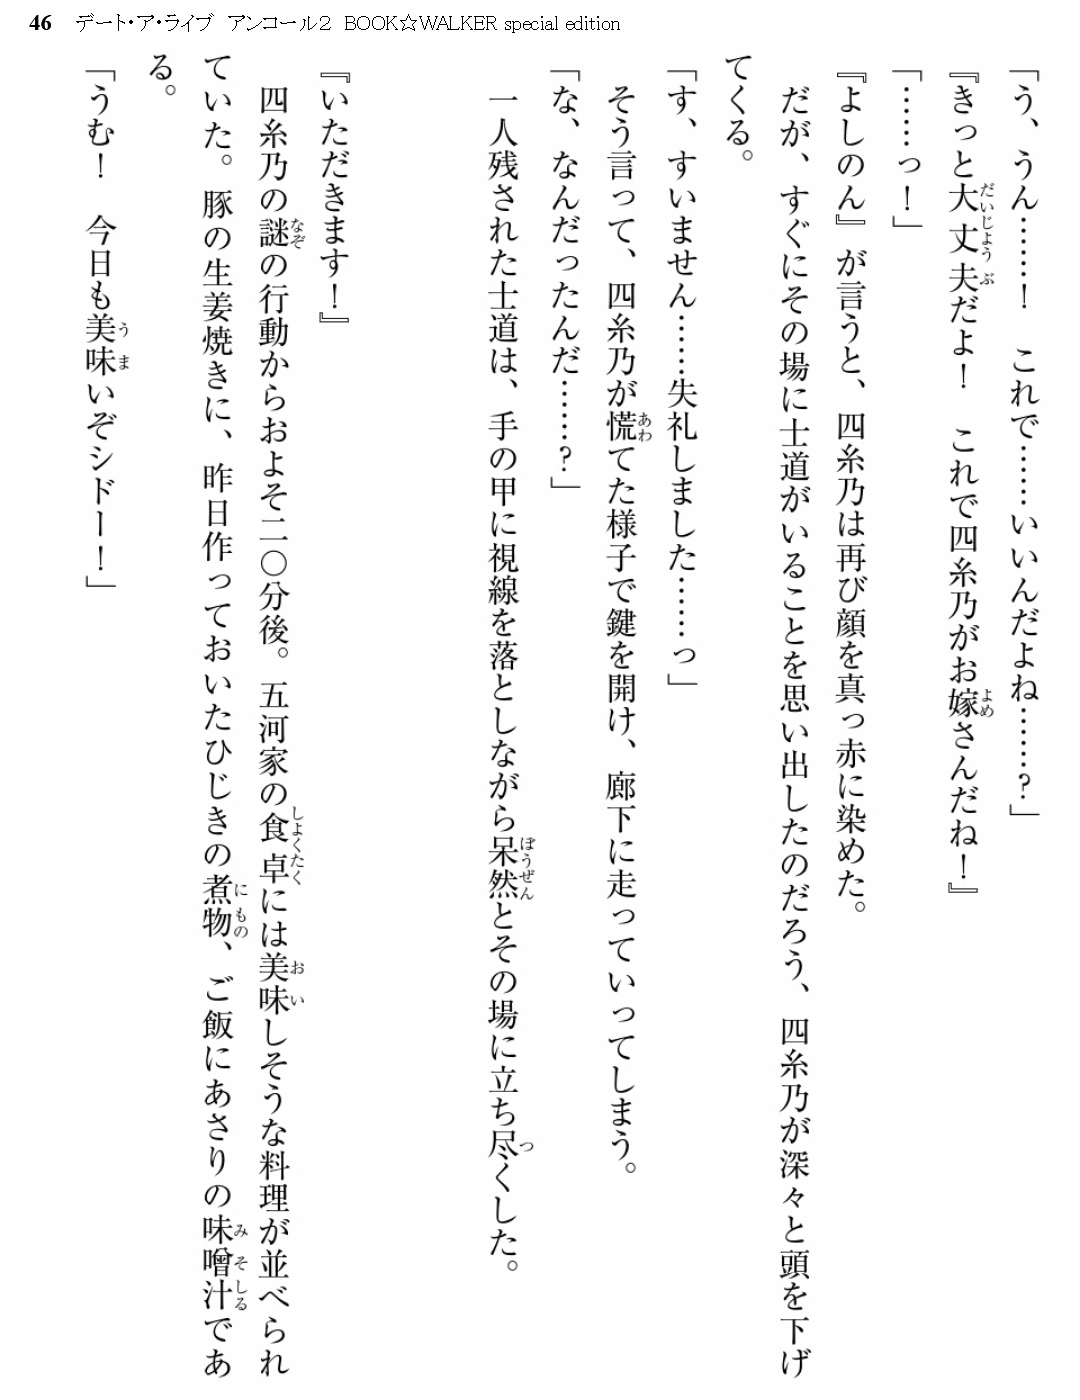 46 デート・ア・ライブ　アンコール２　BOOK☆WALKER special edition
「う、うん……！　これで……いいんだよね……？」
『きっと大丈夫だよ！　これで四糸乃がお嫁さんだね！』
「……っ！」
『よしのん』が言うと、四糸乃は再び顔を真っ赤に染めた。
　だが、すぐにその場に士道がいることを思い出したのだろう、四糸乃が深々と頭を下げ
てくる。
「す、すいません……失礼しました……っ」
　そう言って、四糸乃が慌てた様子で鍵を開け、廊下に走っていってしまう。
「な、なんだったんだ……？」
　一人残された士道は、手の甲に視線を落としながら呆然とその場に立ち尽くした。
『いただきます！』
　四糸乃の謎の行動からおよそ二〇分後。五河家の食卓には美味しそうな料理が並べられ
ていた。豚の生姜焼きに、昨日作っておいたひじきの煮物、ご飯にあさりの味噌汁であ
る。
「うむ！　今日も美味いぞシドー！」